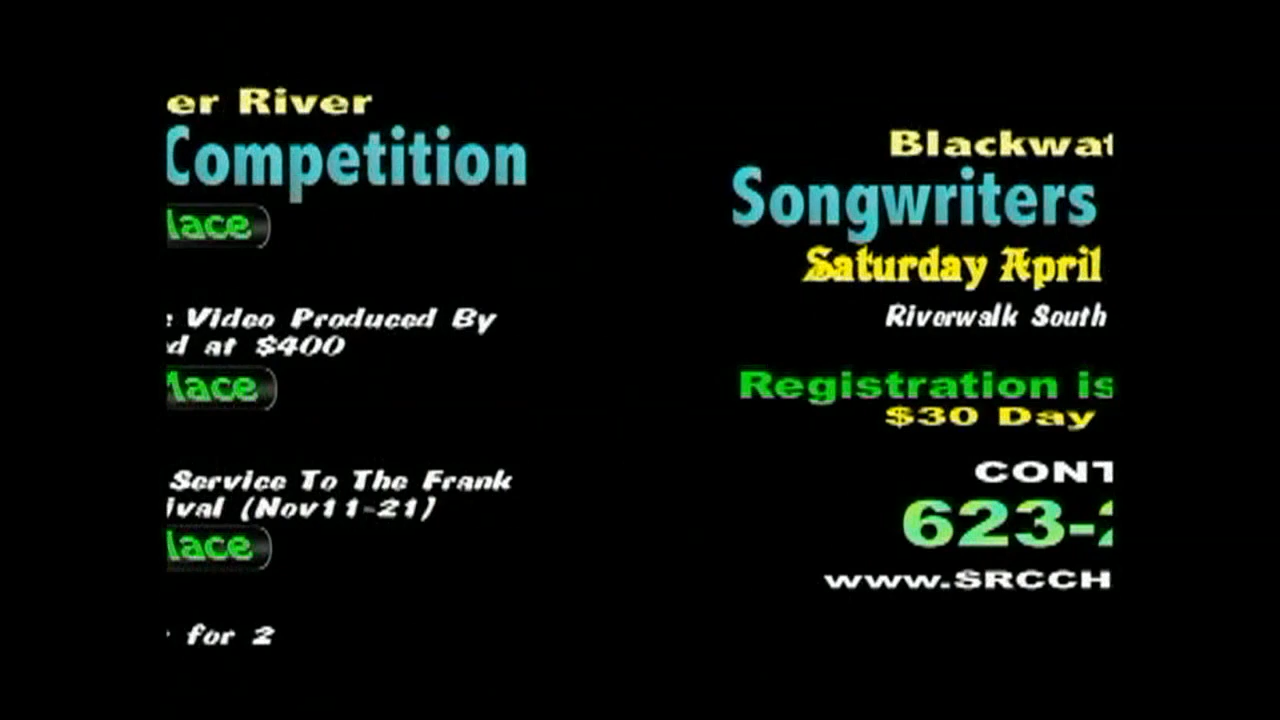 er River
Competition
lace
Video Produced By
d at $400
lace
Service To The Frank
ival (Nov11-21)
lace
for 2
Blackwat
Songwriters
Saturday April
Riverwalk South
Registration is
$30 Day
CONT
623-
www.SRCCH